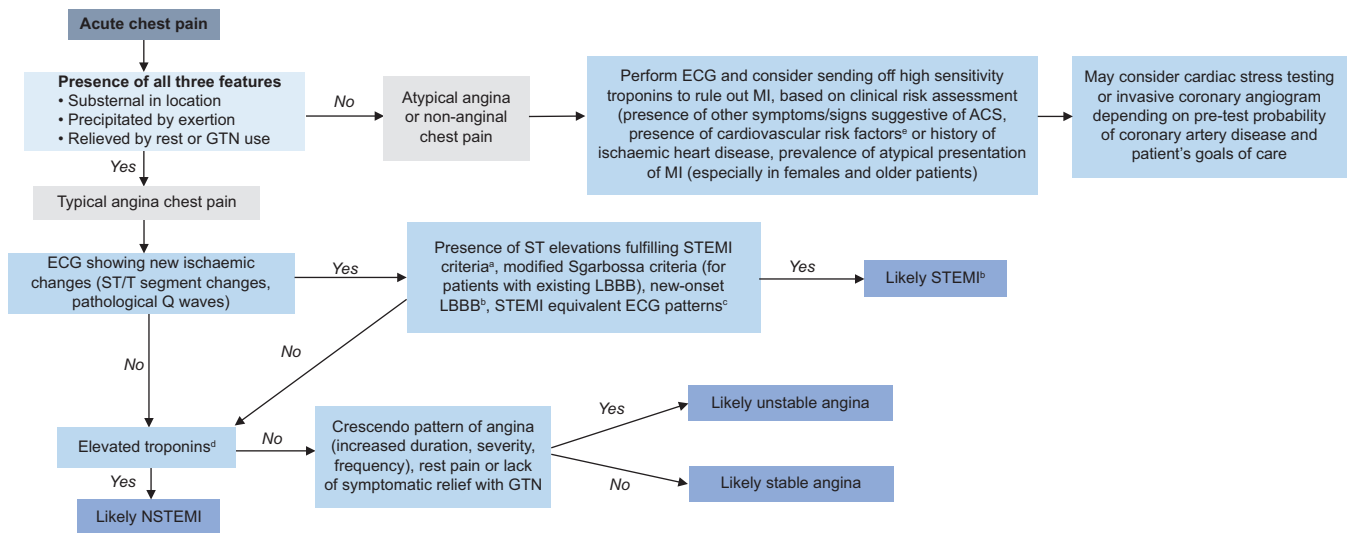 Acute chest pain
Presence of all three features
• Substernal in location
• Precipitated by exertion
• Relieved by rest or GTN use
No
Atypical angina
or non-anginal
chest pain
Perform ECG and consider sending off high sensitivity
troponins to rule out MI, based on clinical risk assessment
(presence of other symptoms/signs suggestive of ACS,
presence of cardiovascular risk factorsᵉ or history of
ischaemic heart disease, prevalence of atypical presentation
of MI (especially in females and older patients)
May consider cardiac stress testing
or invasive coronary angiogram
depending on pre-test probability
of coronary artery disease and
patient's goals of care
Yes
Typical angina chest pain
ECG showing new ischaemic
changes (ST/T segment changes,
pathological Q waves)
Yes
Presence of ST elevations fulfilling STEMI
criteriaᵃ, modified Sgarbossa criteria (for
patients with existing LBBB), new-onset
LBBBᵇ, STEMI equivalent ECG patternsᶜ
Yes
Likely STEMIᵇ
No
No
Elevated troponinsᵈ
No
Crescendo pattern of angina
(increased duration, severity,
frequency), rest pain or lack
of symptomatic relief with GTN
Yes
Likely unstable angina
No
Likely stable angina
Yes
Likely NSTEMI